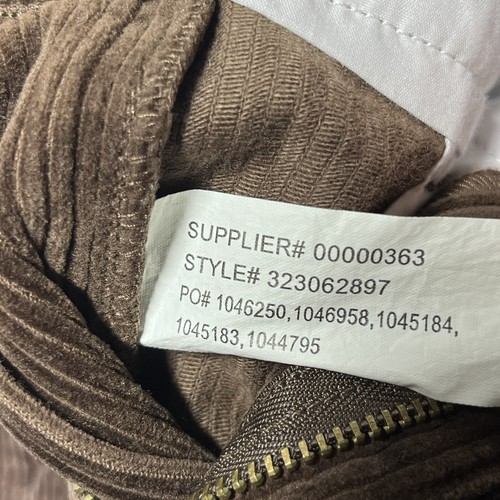 SUPPLIER# 00000363
STYLE# 323062897
PO# 1046250,1046958,1045184,
1045183,1044795